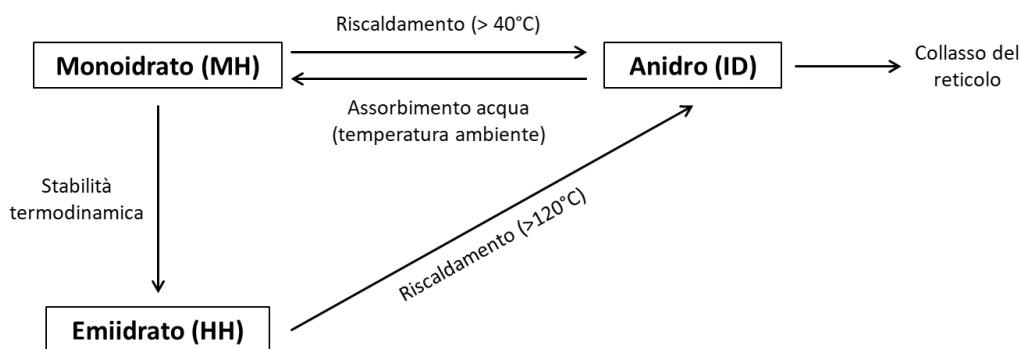 Riscaldamento (> 40°C)
Monoidrato (MH)
Anidro (ID)
Collasso del
reticolo
Assorbimento acqua
(temperatura ambiente)
Stabilità
termodinamica
Riscaldamento (>120°C)
Emiidrato (HH)